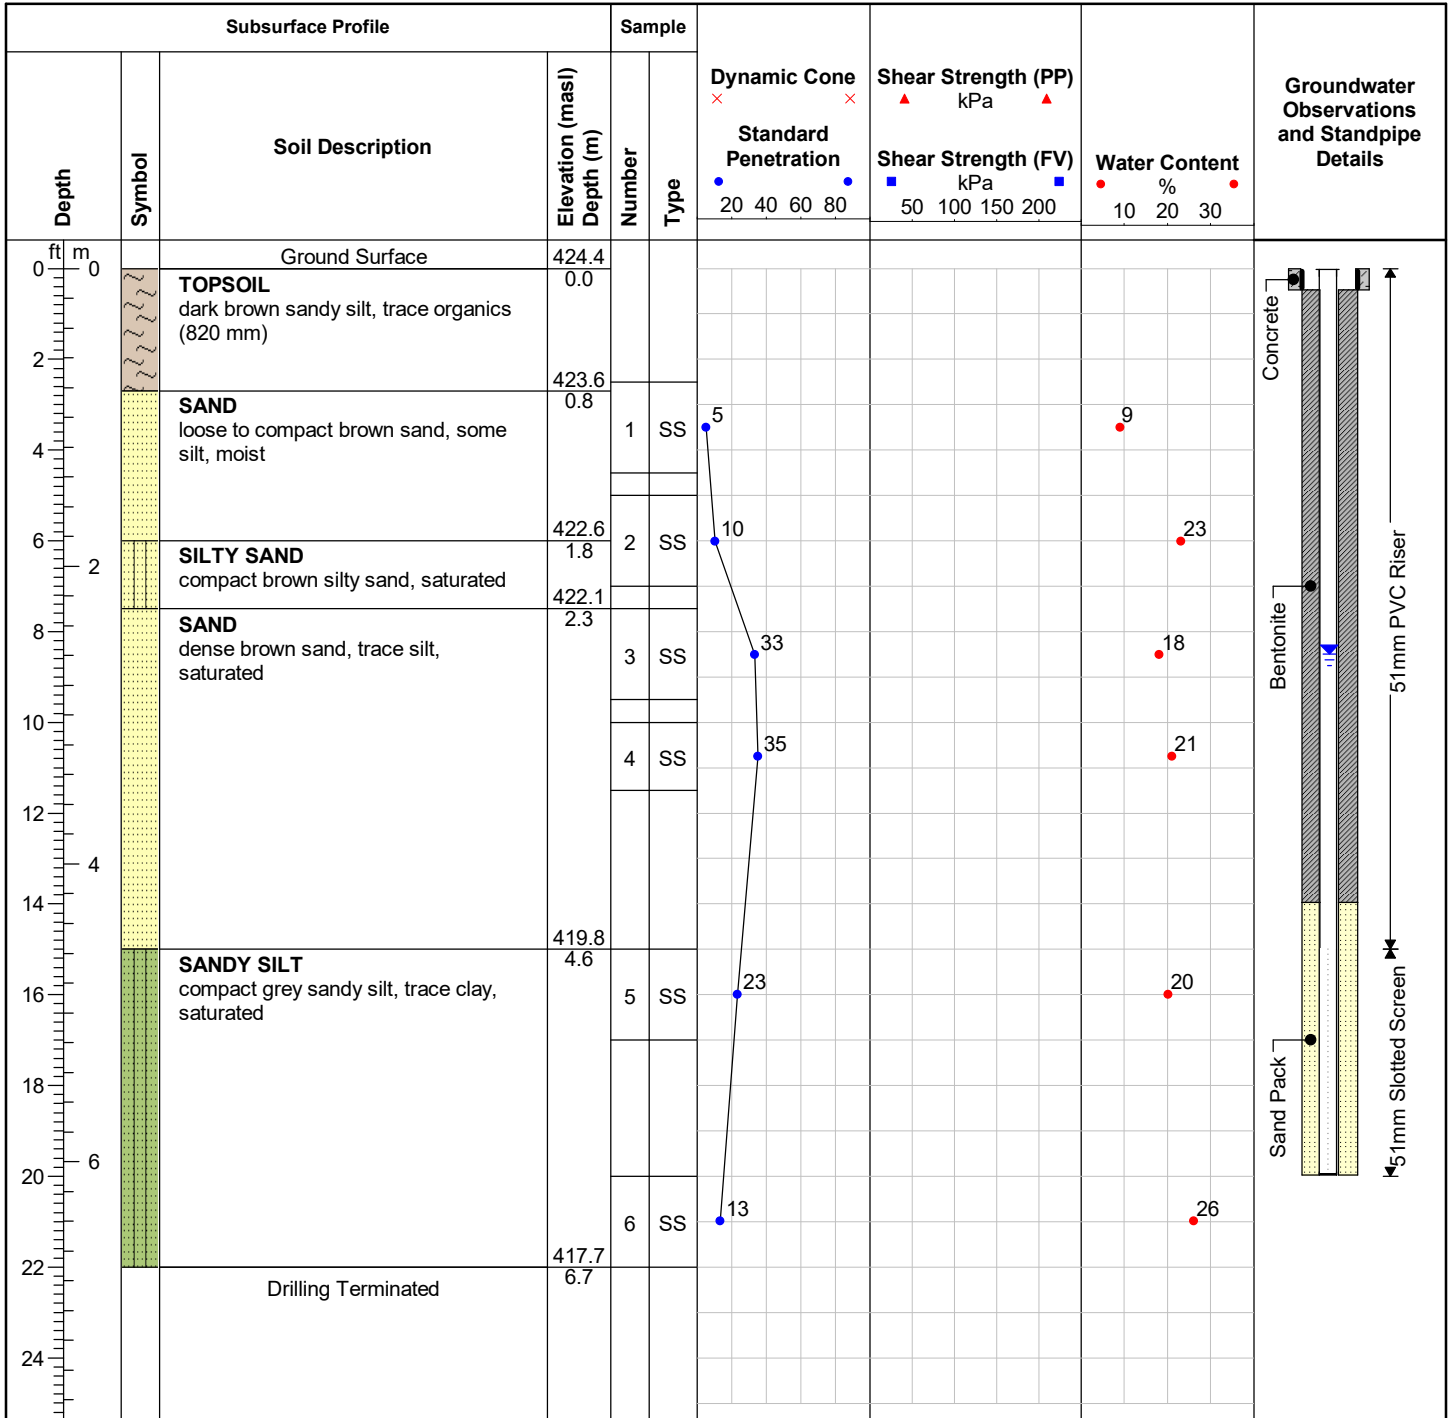 Subsurface Profile
Sample
Depth
Symbol
Soil Description
Elevation (masl)
Depth (m)
Number
Type
Dynamic Cone
Standard
Penetration
20 40 60 80
Shear Strength (PP)
kPa
Shear Strength (FV)
kPa
50 100 150 200
Water Content
%
10 20 30
Groundwater
Observations
and Standpipe
Details
ft m
0 0
2
4
6
2
8
10
12
4
14
16
18
6
20
22
24
Ground Surface
424.4
0.0
TOPSOIL
dark brown sandy silt, trace organics
(820 mm)
423.6
0.8
SAND
loose to compact brown sand, some
silt, moist
422.6
1.8
SILTY SAND
compact brown silty sand, saturated
422.1
2.3
SAND
dense brown sand, trace silt,
saturated
419.8
4.6
SANDY SILT
compact grey sandy silt, trace clay,
saturated
417.7
6.7
Drilling Terminated
1 SS 5 9
2 SS 10 23
3 SS 33 18
4 SS 35 21
5 SS 23 20
6 SS 13 26
Concrete
Bentonite
Sand Pack
51mm PVC Riser
51mm Slotted Screen